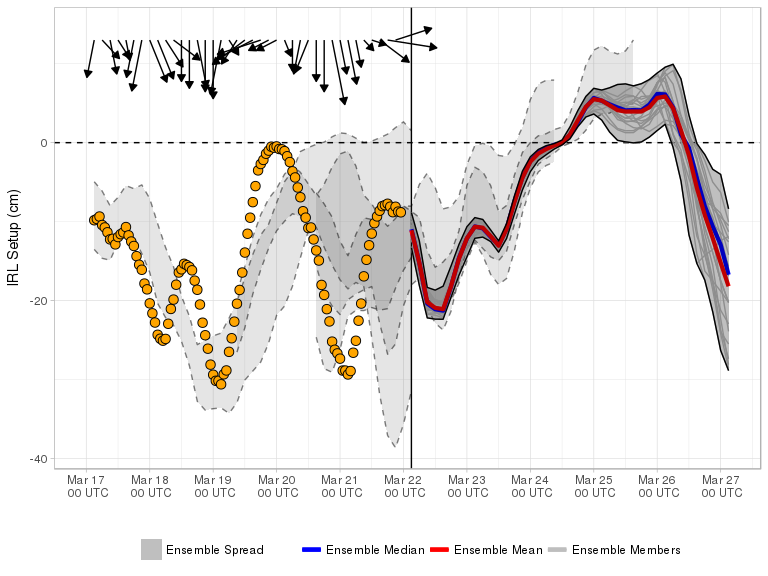 IRL Setup (cm)
0
-20
-40
Mar 17 Mar 18 Mar 19 Mar 20 Mar 21 Mar 22 Mar 23 Mar 24 Mar 25 Mar 26 Mar 27
00 UTC 00 UTC 00 UTC 00 UTC 00 UTC 00 UTC 00 UTC 00 UTC 00 UTC 00 UTC 00 UTC
Ensemble Spread Ensemble Median Ensemble Mean Ensemble Members